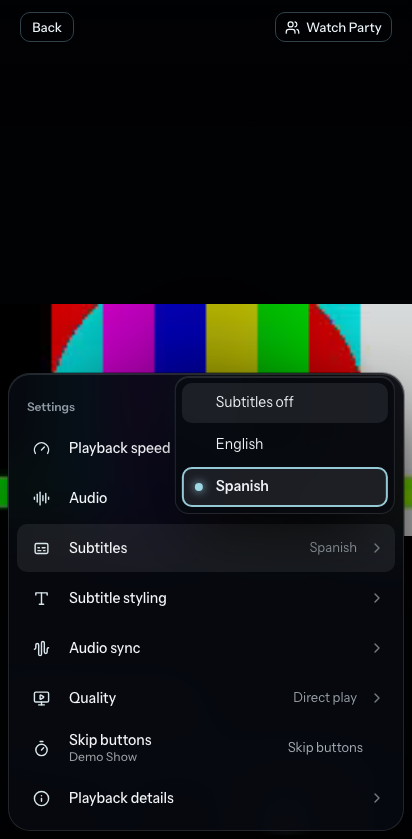 Back
Watch Party
Settings
Subtitles off
Playback speed
English
Spanish
Audio
Subtitles Spanish
Subtitle styling
Audio sync
Quality Direct play
Skip buttons
Demo Show
Skip buttons
Playback details